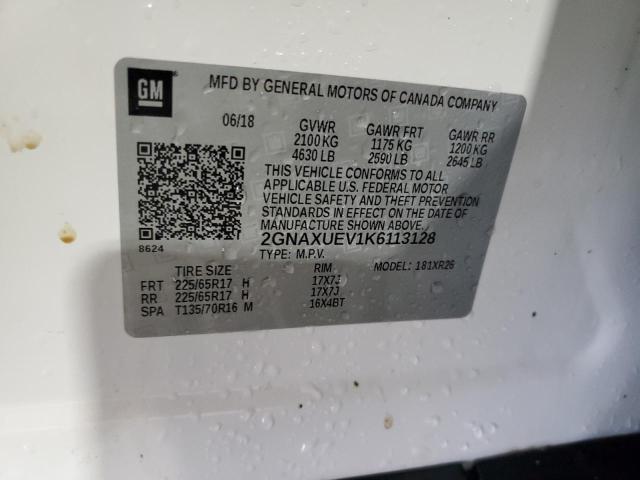 GM
MFD BY GENERAL MOTORS OF CANADA COMPANY
06/18 GVWR GAWR FRT GAWR RR
2100 KG 1175 KG 1200 KG
4630 LB 2590 LB 2645 LB
THIS VEHICLE CONFORMS TO ALL
APPLICABLE U.S. FEDERAL MOTOR
VEHICLE SAFETY AND THEFT PREVENTION
STANDARDS IN EFFECT ON THE DATE OF
MANUFACTURE SHOWN ABOVE.
2GNAXUEV1K6113128
8624
TYPE: M.P.V. MODEL: 181XR26
TIRE SIZE RIM
FRT 225/65R17 H 17X7J
RR 225/65R17 H 17X7J
SPA T135/70R16 M 16X4BT